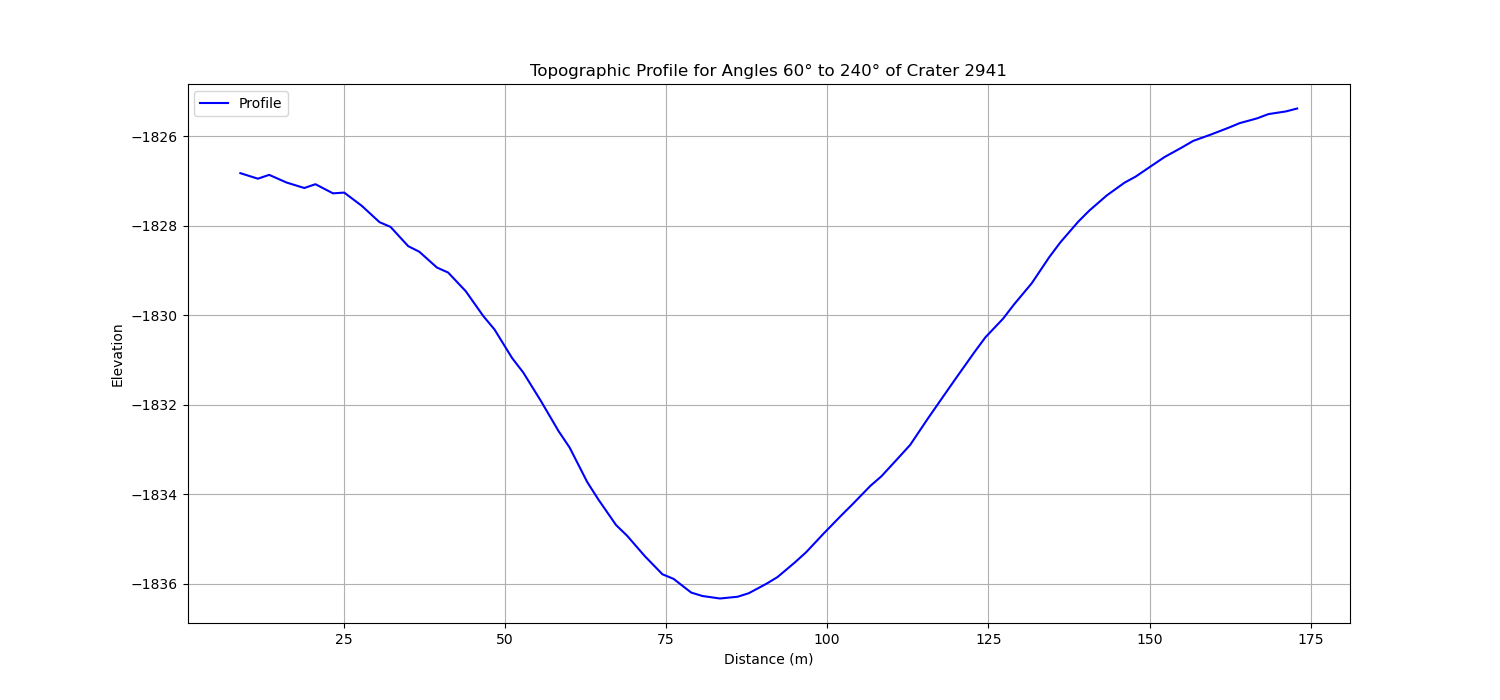 Topographic Profile for Angles 60° to 240° of Crater 2941
Profile
−1826
−1828
−1830
−1832
−1834
−1836
Elevation
25 50 75 100 125 150 175
Distance (m)